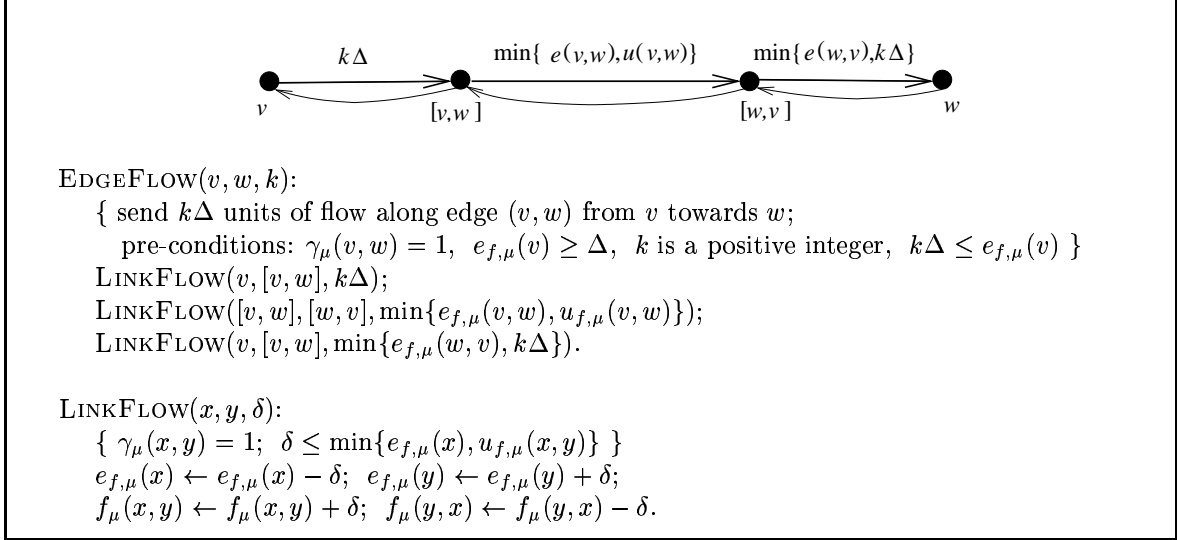 kΔ min{ e(v,w),u(v,w)} min{e(w,v),kΔ}
v [v,w ] [w,v ] w
EDGEFLOW(v, w, k):
{ send kΔ units of flow along edge (v, w) from v towards w;
pre-conditions: γ_μ(v, w) = 1, e_{f,μ}(v) ≥ Δ, k is a positive integer, kΔ ≤ e_{f,μ}(v) }
LINKFLOW(v, [v, w], kΔ);
LINKFLOW([v, w], [w, v], min{e_{f,μ}(v, w), u_{f,μ}(v, w)});
LINKFLOW(v, [v, w], min{e_{f,μ}(w, v), kΔ}).
LINKFLOW(x, y, δ):
{ γ_μ(x, y) = 1; δ ≤ min{e_{f,μ}(x), u_{f,μ}(x, y)} }
e_{f,μ}(x) ← e_{f,μ}(x) − δ; e_{f,μ}(y) ← e_{f,μ}(y) + δ;
f_μ(x, y) ← f_μ(x, y) + δ; f_μ(y, x) ← f_μ(y, x) − δ.